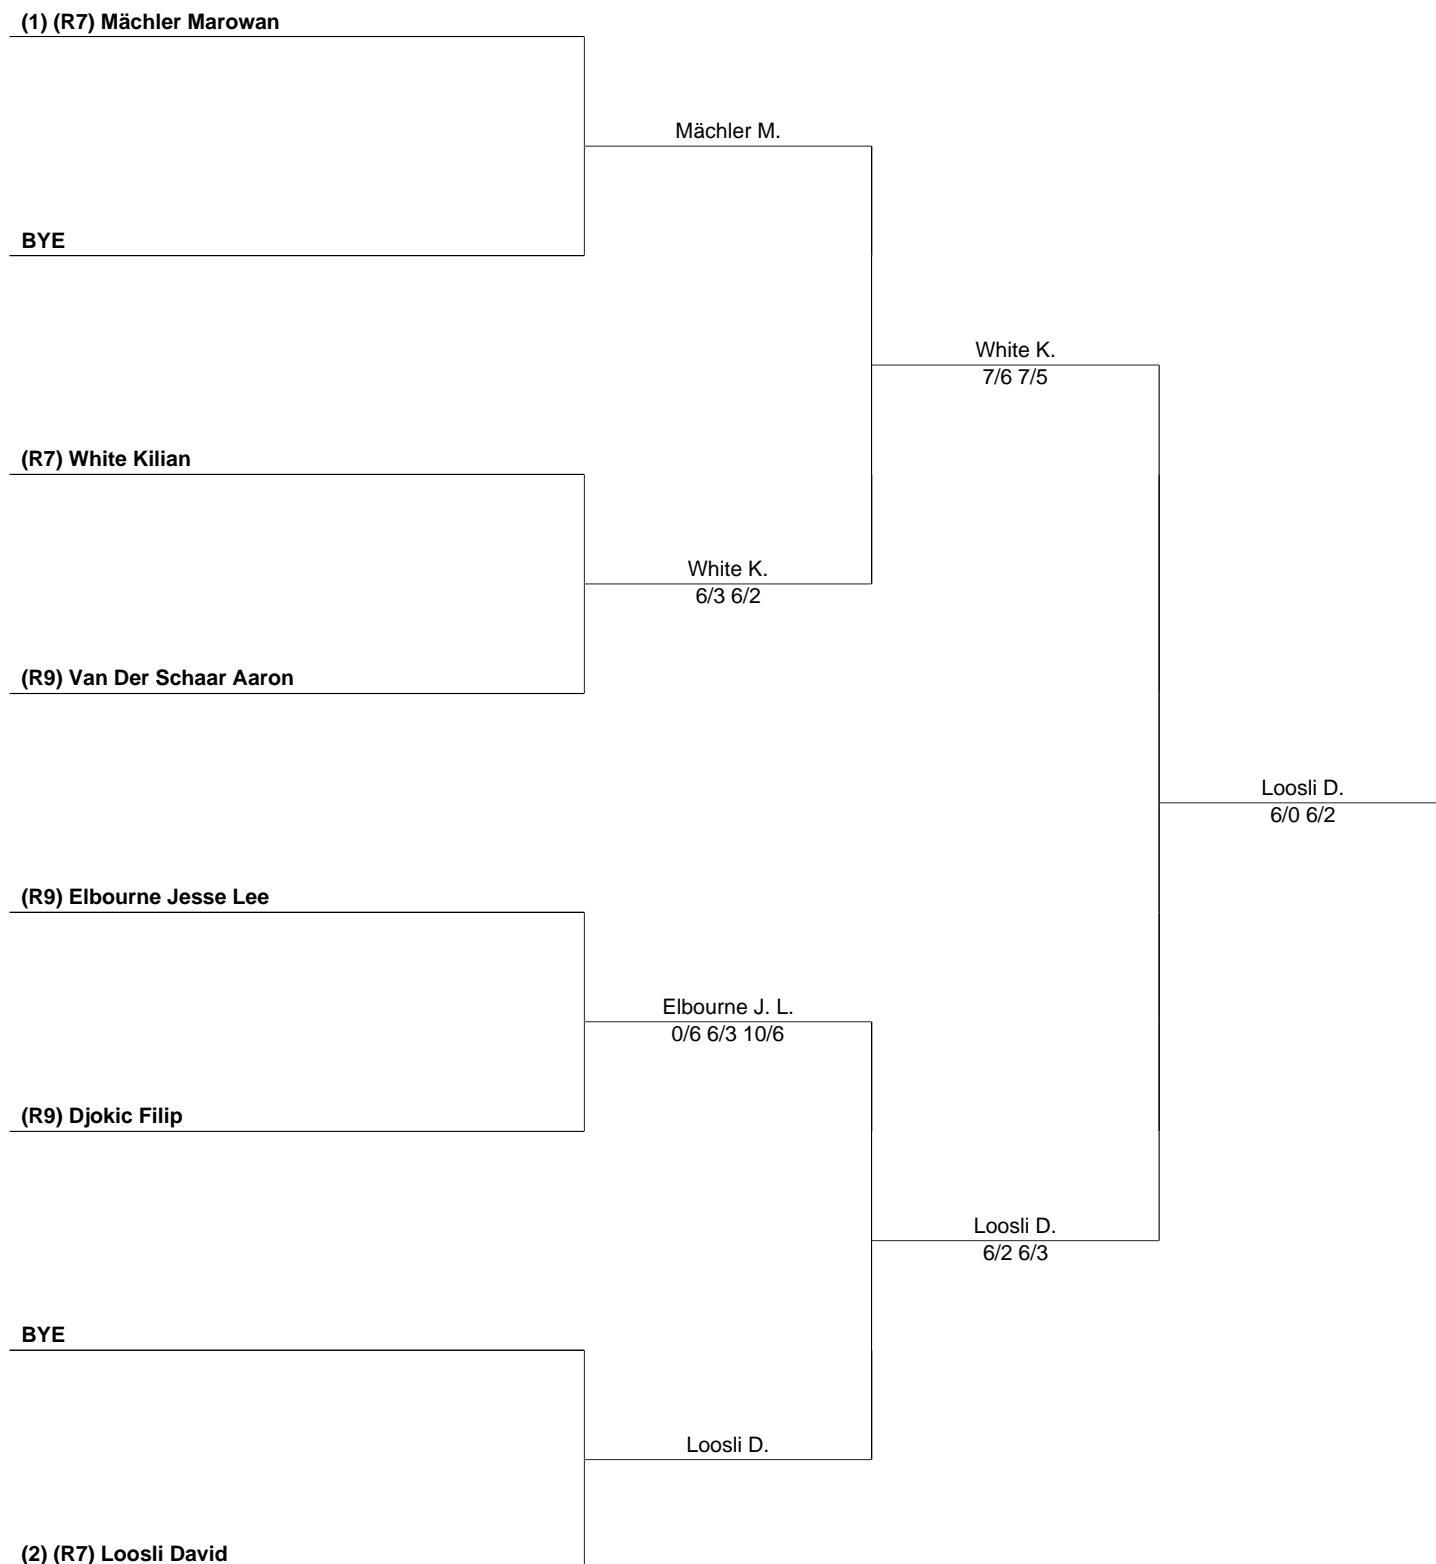 (1) (R7) Mächler Marowan
Mächler M.
BYE
White K.
7/6 7/5
(R7) White Kilian
White K.
6/3 6/2
(R9) Van Der Schaar Aaron
Loosli D.
6/0 6/2
(R9) Elbourne Jesse Lee
Elbourne J. L.
0/6 6/3 10/6
(R9) Djokic Filip
Loosli D.
6/2 6/3
BYE
Loosli D.
(2) (R7) Loosli David